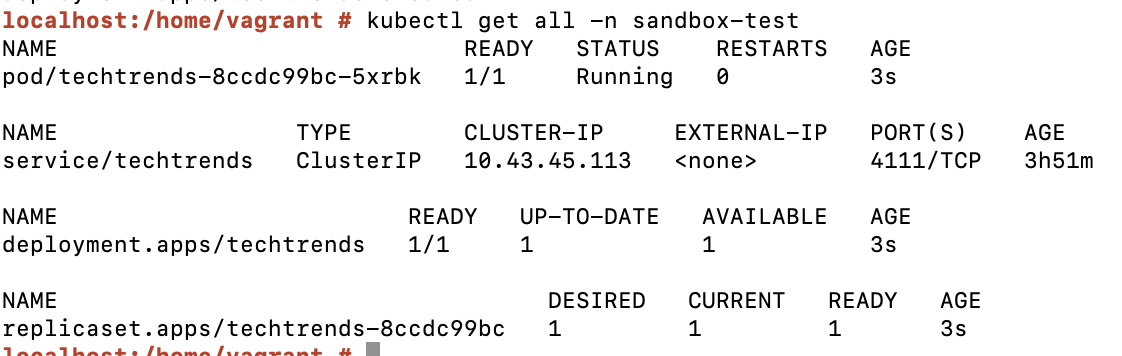 localhost:/home/vagrant # kubectl get all -n sandbox-test
NAME                             READY   STATUS    RESTARTS   AGE
pod/techtrends-8ccdc99bc-5xrbk   1/1     Running   0          3s

NAME                 TYPE        CLUSTER-IP     EXTERNAL-IP   PORT(S)    AGE
service/techtrends   ClusterIP   10.43.45.113   <none>        4111/TCP   3h51m

NAME                         READY   UP-TO-DATE   AVAILABLE   AGE
deployment.apps/techtrends   1/1     1            1           3s

NAME                                   DESIRED   CURRENT   READY   AGE
replicaset.apps/techtrends-8ccdc99bc   1         1         1       3s
localhost:/home/vagrant #